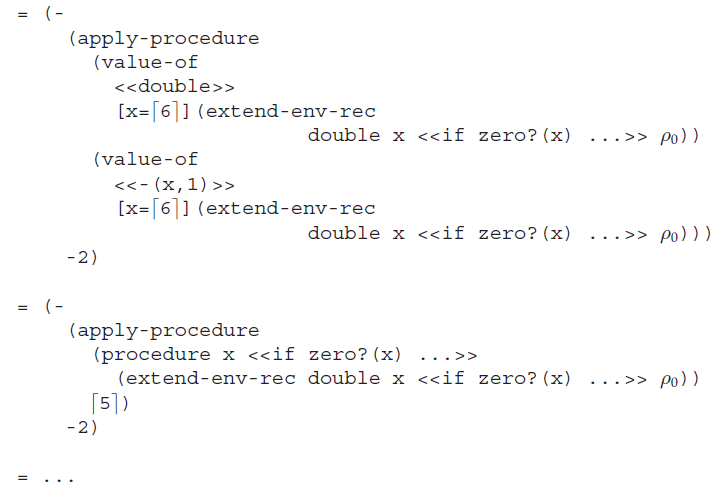 = (-
(apply-procedure
(value-of
<<double>>
[x=⌈6⌉](extend-env-rec
double x <<if zero?(x) ...>> ρ₀))
(value-of
<<-(x,1)>>
[x=⌈6⌉](extend-env-rec
double x <<if zero?(x) ...>> ρ₀)))
-2)
= (-
(apply-procedure
(procedure x <<if zero?(x) ...>>
(extend-env-rec double x <<if zero?(x) ...>> ρ₀))
⌈5⌉)
-2)
= ...